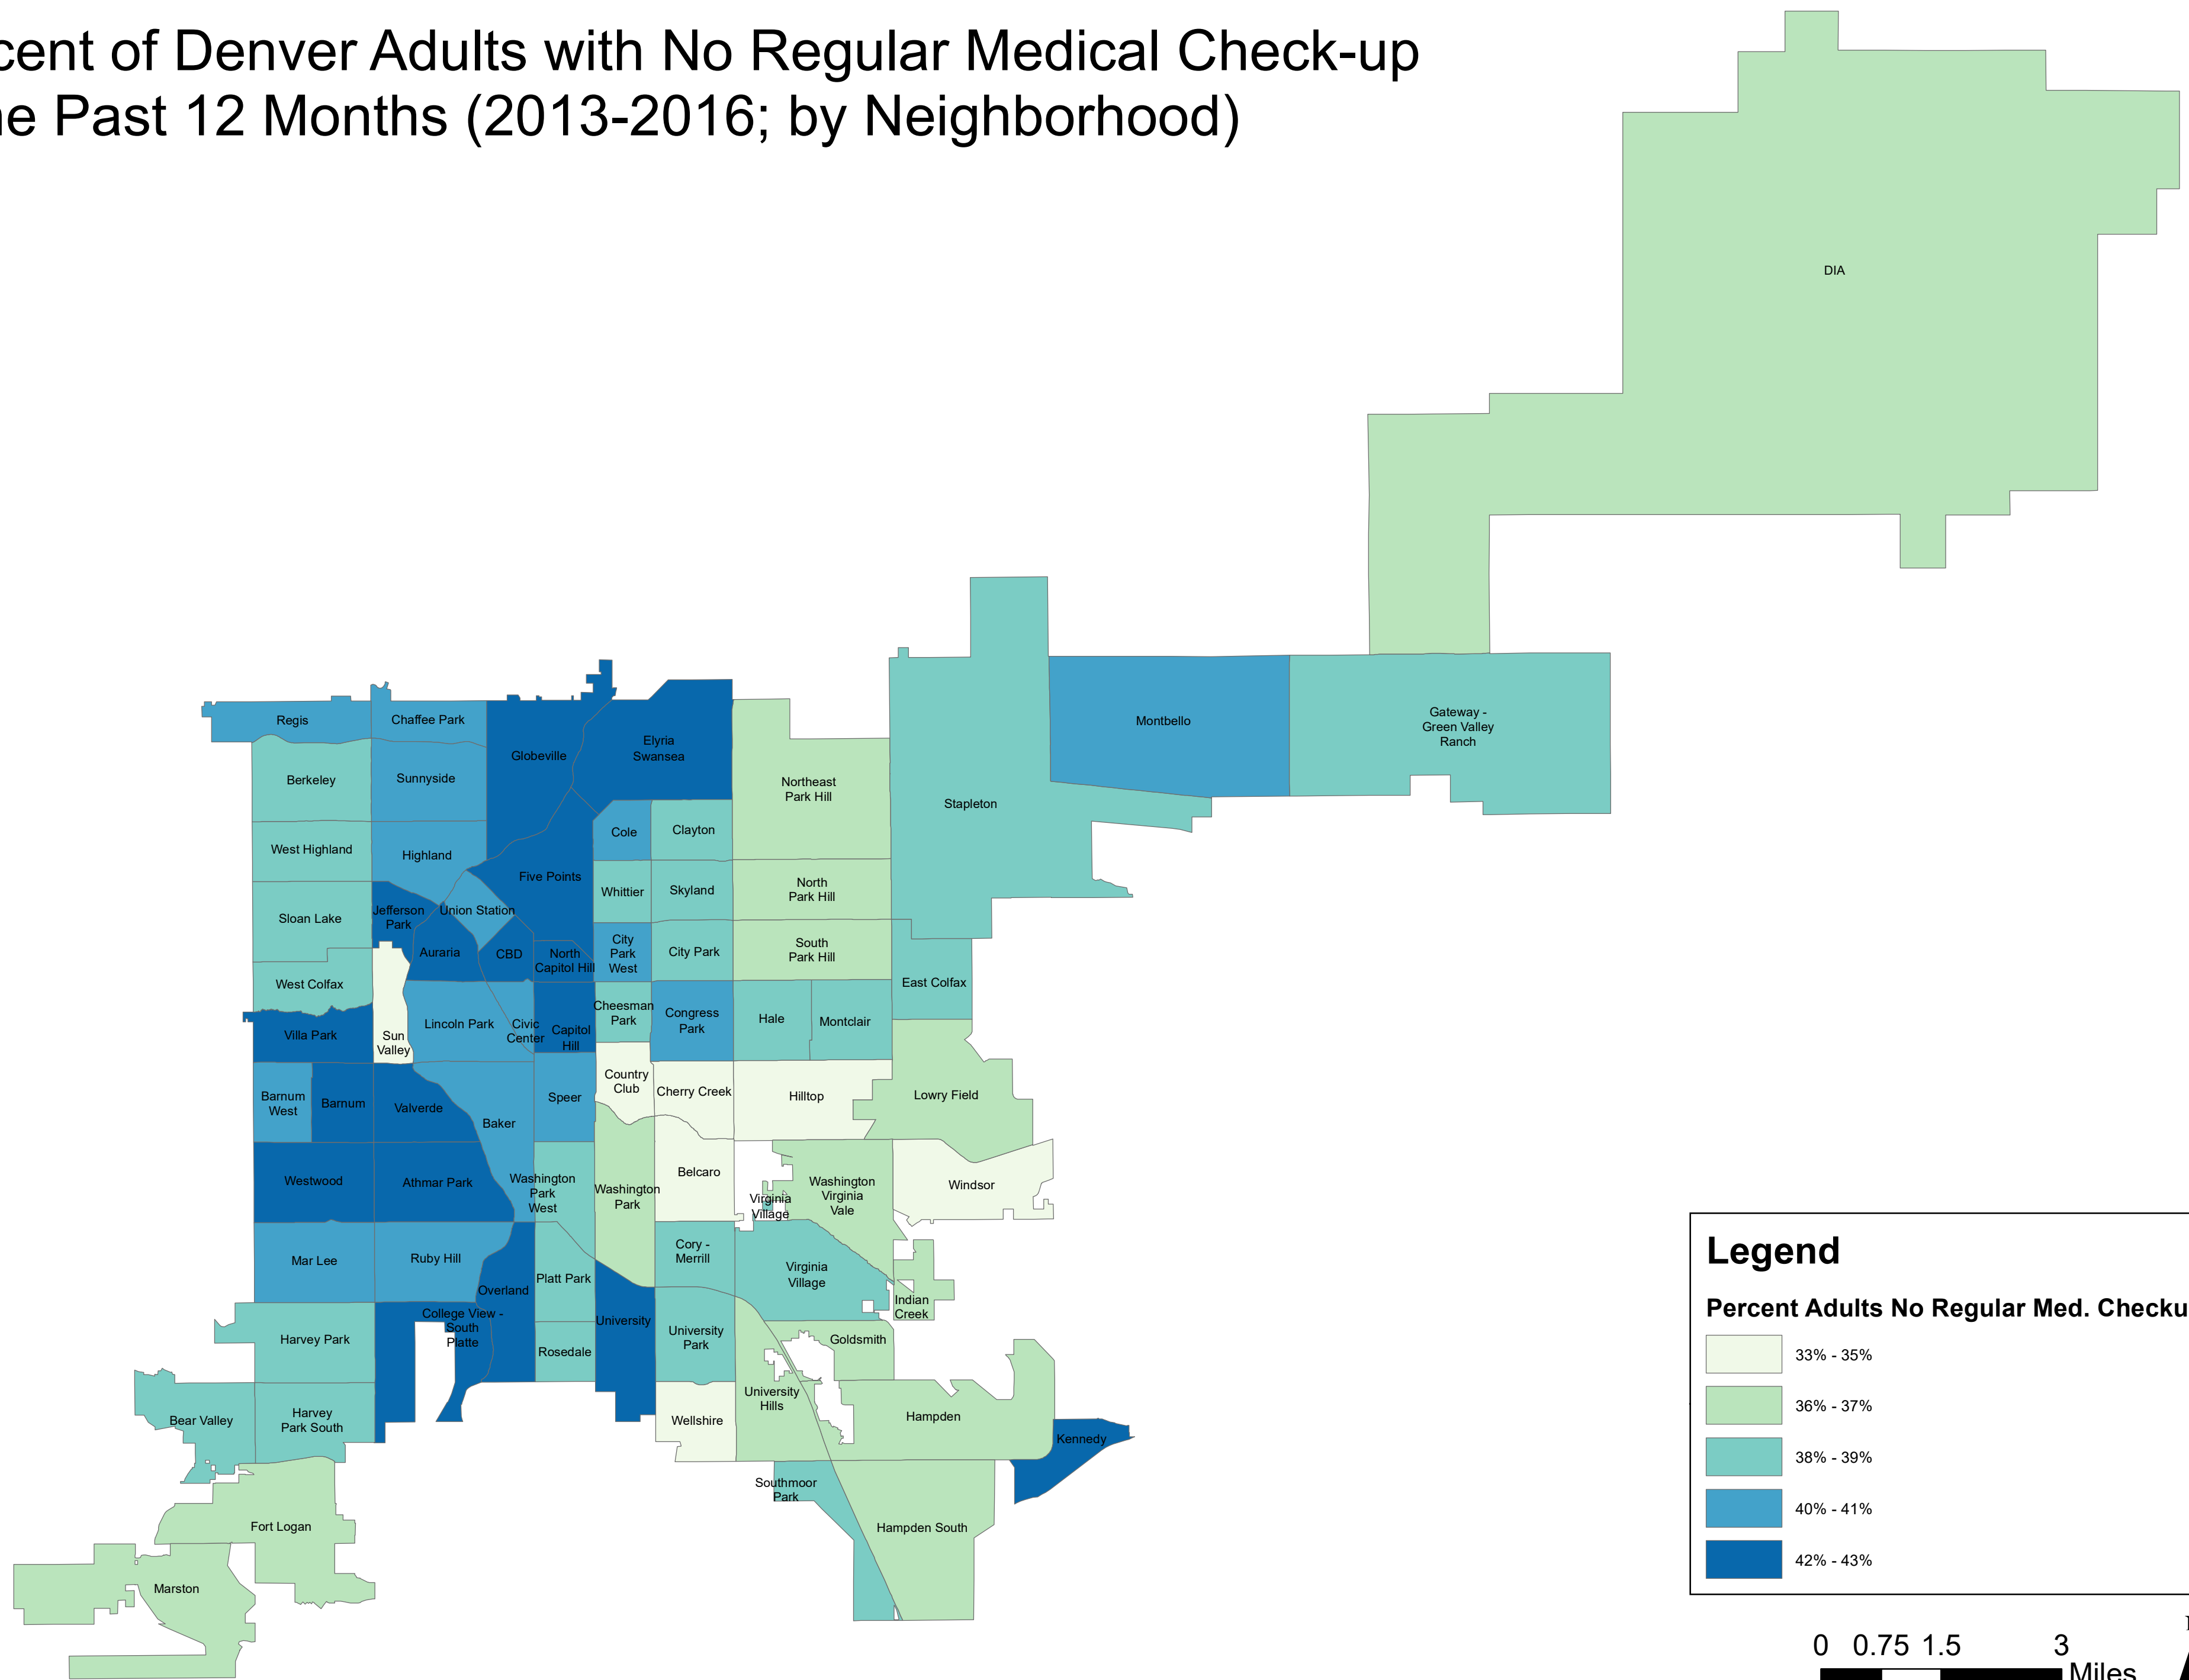 cent of Denver Adults with No Regular Medical Check-up
e Past 12 Months (2013-2016; by Neighborhood)
DIA
Regis
Chaffee Park
Globeville
Elyria
Swansea
Montbello
Gateway -
Green Valley
Ranch
Berkeley
Sunnyside
Northeast
Park Hill
Stapleton
West Highland
Highland
Cole
Clayton
Five Points
Whittier
Skyland
North
Park Hill
Sloan Lake
Jefferson
Park
Union Station
Auraria
CBD
North
Capitol Hill
City
Park
West
City Park
South
Park Hill
West Colfax
East Colfax
Villa Park
Sun
Valley
Lincoln Park
Civic
Center
Capitol
Hill
Cheesman
Park
Congress
Park
Hale
Montclair
Barnum
West
Barnum
Valverde
Baker
Speer
Country
Club
Cherry Creek
Hilltop
Lowry Field
Westwood
Athmar Park
Washington
Park
West
Washington
Park
Belcaro
Virginia
Village
Washington
Virginia
Vale
Windsor
Mar Lee
Ruby Hill
Overland
Platt Park
Cory -
Merrill
Virginia
Village
Indian
Creek
Harvey Park
College View -
South
Platte
Rosedale
University
University
Park
Goldsmith
Bear Valley
Harvey
Park South
Wellshire
University
Hills
Hampden
Kennedy
Southmoor
Park
Hampden South
Fort Logan
Marston
Legend
Percent Adults No Regular Med. Checku
33% - 35%
36% - 37%
38% - 39%
40% - 41%
42% - 43%
0 0.75 1.5 3
Miles